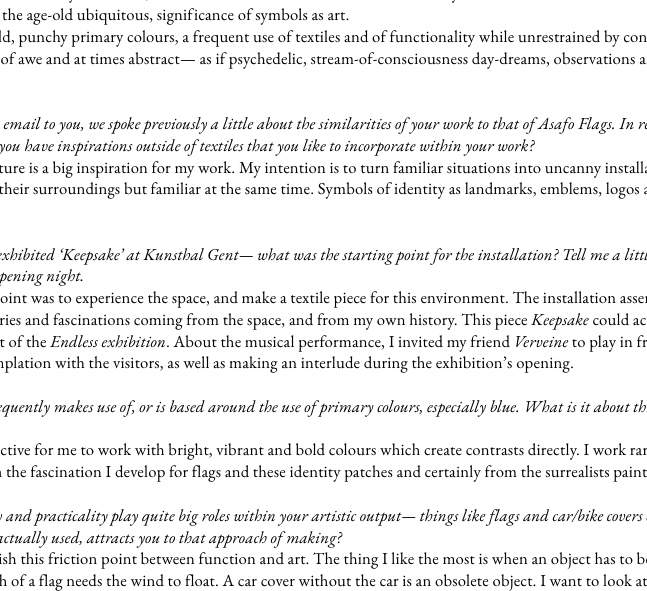 the age-old ubiquitous, significance of symbols as art.
ld, punchy primary colours, a frequent use of textiles and of functionality while unrestrained by con
of awe and at times abstract— as if psychedelic, stream-of-consciousness day-dreams, observations a
email to you, we spoke previously a little about the similarities of your work to that of Asafo Flags. In re
you have inspirations outside of textiles that you like to incorporate within your work?
ture is a big inspiration for my work. My intention is to turn familiar situations into uncanny installa
their surroundings but familiar at the same time. Symbols of identity as landmarks, emblems, logos a
exhibited ‘Keepsake’ at Kunsthal Gent— what was the starting point for the installation? Tell me a litt
pening night.
oint was to experience the space, and make a textile piece for this environment. The installation asse
ries and fascinations coming from the space, and from my own history. This piece Keepsake could ac
t of the Endless exhibition. About the musical performance, I invited my friend Verveine to play in fr
mplation with the visitors, as well as making an interlude during the exhibition’s opening.
equently makes use of, or is based around the use of primary colours, especially blue. What is it about th
ctive for me to work with bright, vibrant and bold colours which create contrasts directly. I work rar
n the fascination I develop for flags and these identity patches and certainly from the surrealists paint
y and practicality play quite big roles within your artistic output— things like flags and car/bike covers
actually used, attracts you to that approach of making?
ish this friction point between function and art. The thing I like the most is when an object has to be
h of a flag needs the wind to float. A car cover without the car is an obsolete object. I want to look at